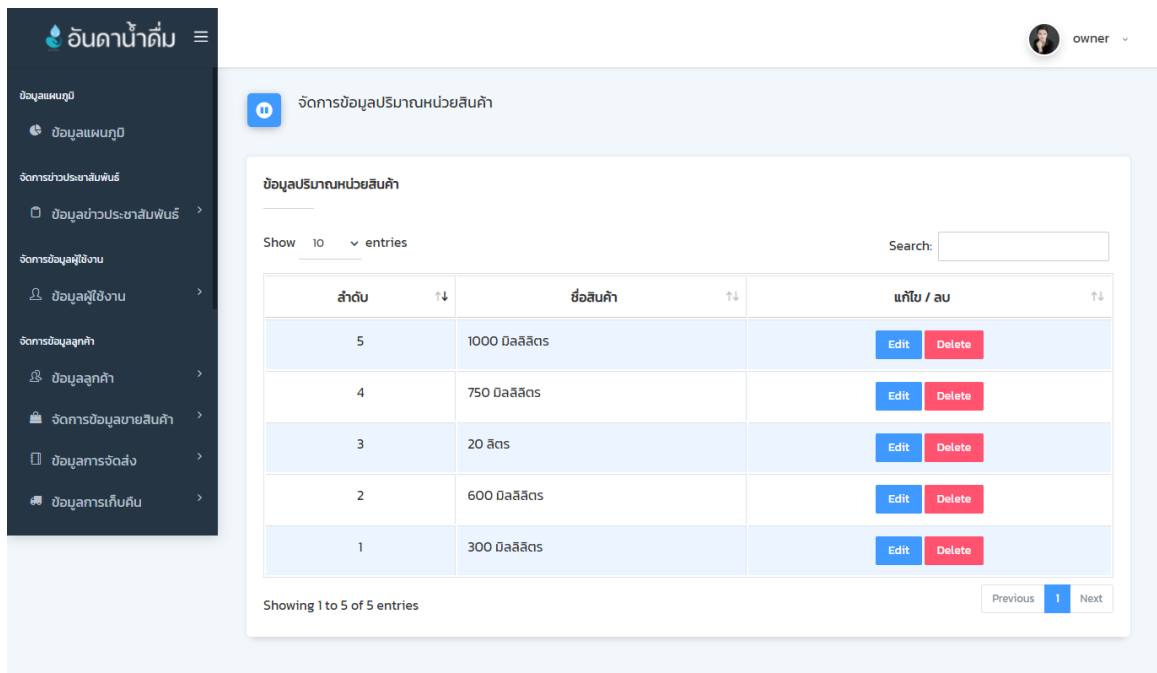 อันดาน้ำดื่ม
owner
ข้อมูลแผนภูมิ
ข้อมูลแผนภูมิ
จัดการข่าวประชาสัมพันธ์
ข้อมูลข่าวประชาสัมพันธ์
จัดการข้อมูลผู้ใช้งาน
ข้อมูลผู้ใช้งาน
จัดการข้อมูลลูกค้า
ข้อมูลลูกค้า
จัดการข้อมูลขายสินค้า
ข้อมูลการจัดส่ง
ข้อมูลการเก็บคืน
จัดการข้อมูลปริมาณหน่วยสินค้า
ข้อมูลปริมาณหน่วยสินค้า
Show 10 entries Search:
ลำดับ ชื่อสินค้า แก้ไข / ลบ
5 1000 มิลลิลิตร Edit Delete
4 750 มิลลิลิตร Edit Delete
3 20 ลิตร Edit Delete
2 600 มิลลิลิตร Edit Delete
1 300 มิลลิลิตร Edit Delete
Showing 1 to 5 of 5 entries Previous 1 Next